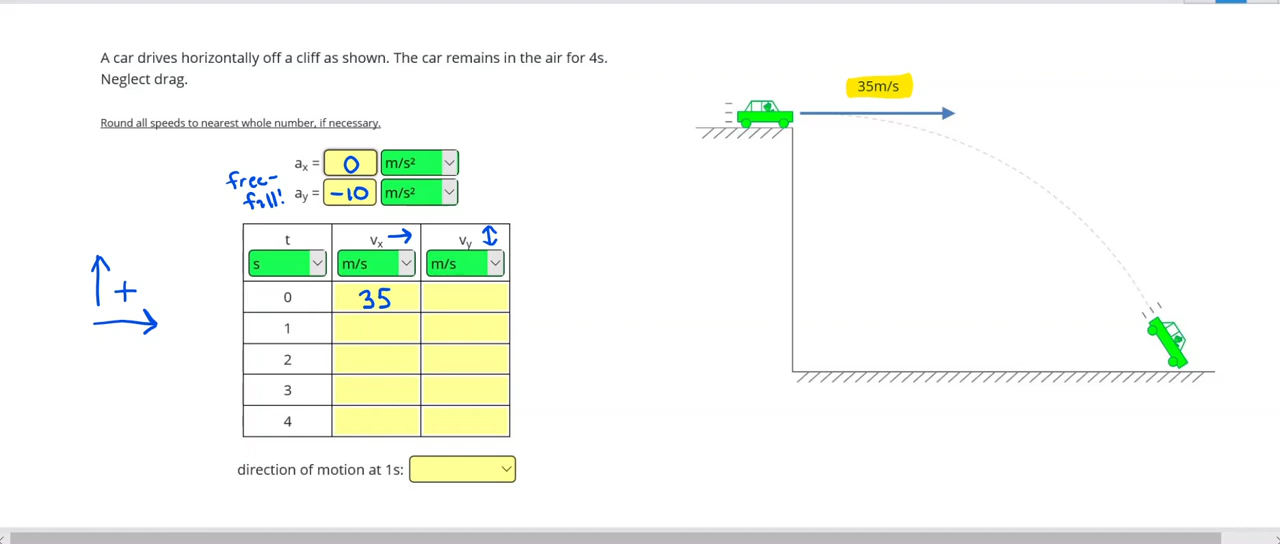 A car drives horizontally off a cliff as shown. The car remains in the air for 4s.
Neglect drag.
35m/s
Round all speeds to nearest whole number, if necessary.
aₓ = 0 m/s²
free-
fall! aᵧ = -10 m/s²
t vₓ → vᵧ ↕
s m/s m/s
0 35
1
2
3
4
+
direction of motion at 1s: